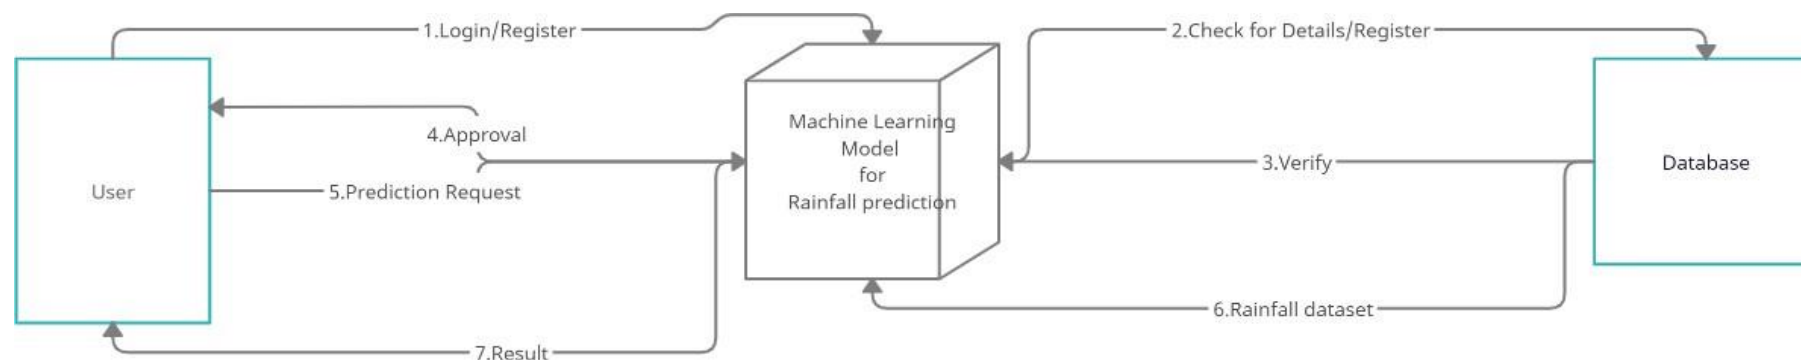 1.Login/Register
2.Check for Details/Register
4.Approval
5.Prediction Request
User
Machine Learning
Model
for
Rainfall prediction
3.Verify
Database
6.Rainfall dataset
7.Result